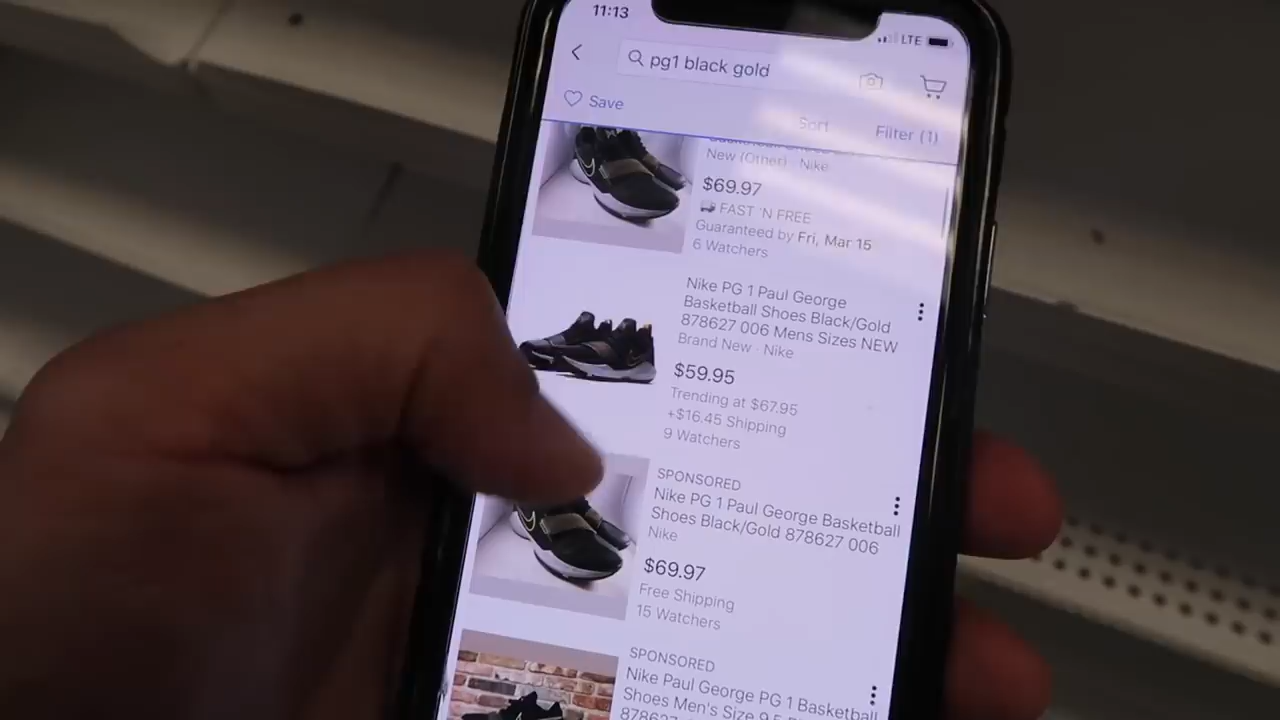 11:13
LTE
pg1 black gold
Save
Sort
Filter (1)
New (Other) · Nike
$69.97
FAST 'N FREE
Guaranteed by Fri, Mar 15
6 Watchers
Nike PG 1 Paul George
Basketball Shoes Black/Gold
878627 006 Mens Sizes NEW
Brand New · Nike
$59.95
Trending at $67.95
+$16.45 Shipping
9 Watchers
SPONSORED
Nike PG 1 Paul George Basketball
Shoes Black/Gold 878627 006
Nike
$69.97
Free Shipping
15 Watchers
SPONSORED
Nike Paul George PG 1 Basketball
Shoes Men's Size 9.5